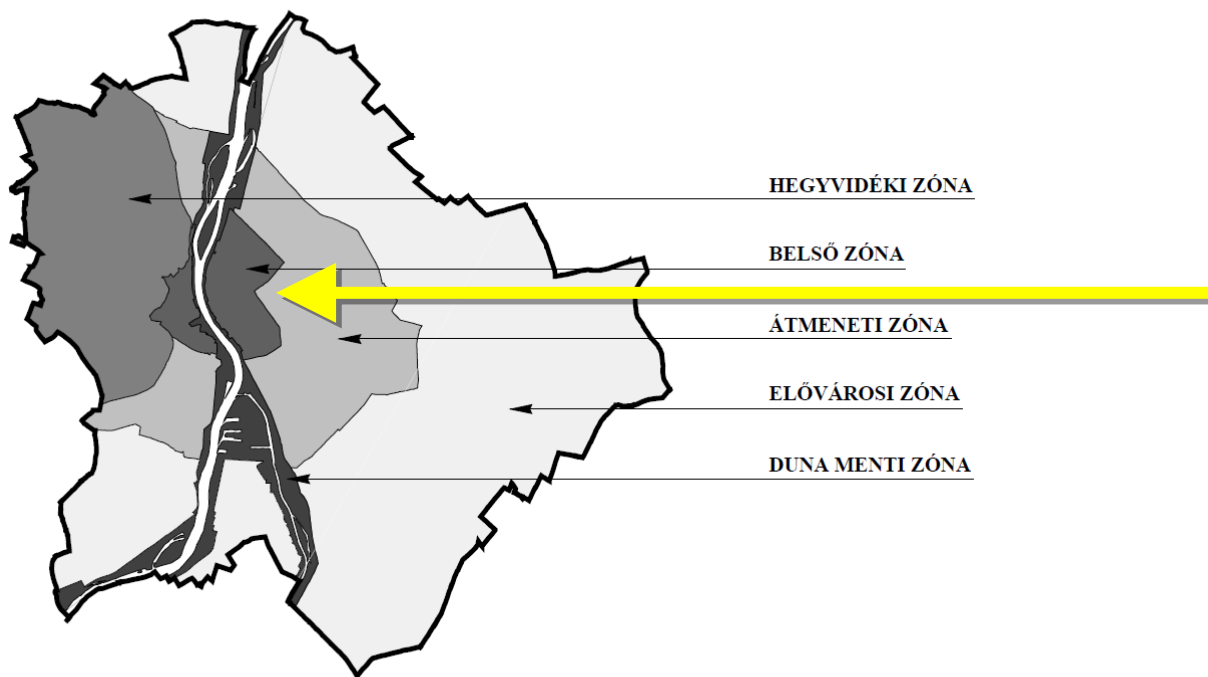 HEGYVIDÉKI ZÓNA
BELSŐ ZÓNA
ÁTMENETI ZÓNA
ELŐVÁROSI ZÓNA
DUNA MENTI ZÓNA